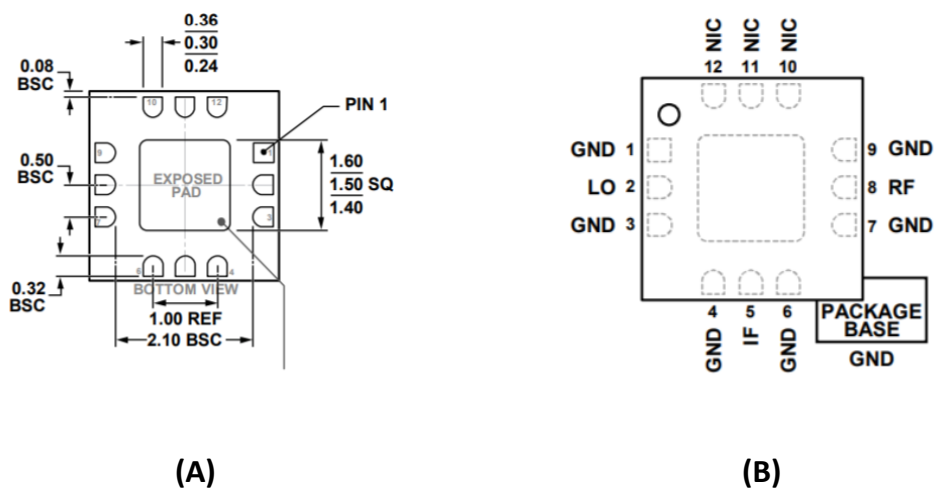 0.36
0.30
0.24
0.08
BSC
10
12
PIN 1
9
1
0.50
BSC
EXPOSED
PAD
1.60
1.50 SQ
1.40
7
3
6
4
0.32
BSC
BOTTOM VIEW
1.00 REF
2.10 BSC
(A)
NIC
NIC
NIC
12
11
10
GND 1
9 GND
LO 2
8 RF
GND 3
7 GND
4
5
6
GND
IF
GND
PACKAGE
BASE
GND
(B)